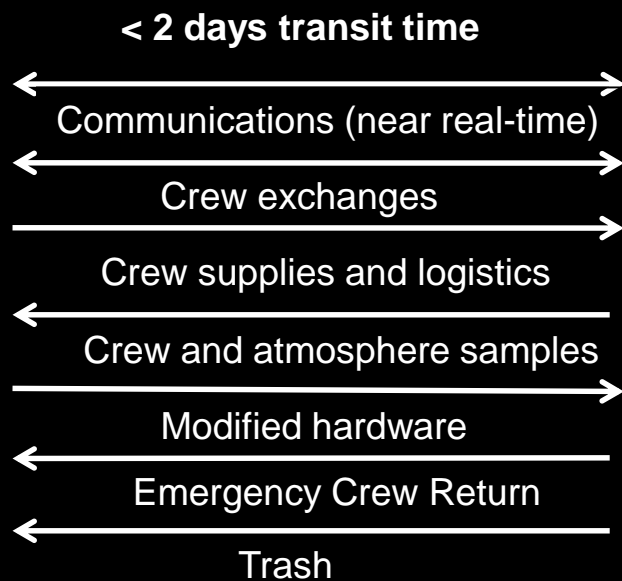 < 2 days transit time
Communications (near real-time)
Crew exchanges
Crew supplies and logistics
Crew and atmosphere samples
Modified hardware
Emergency Crew Return
Trash